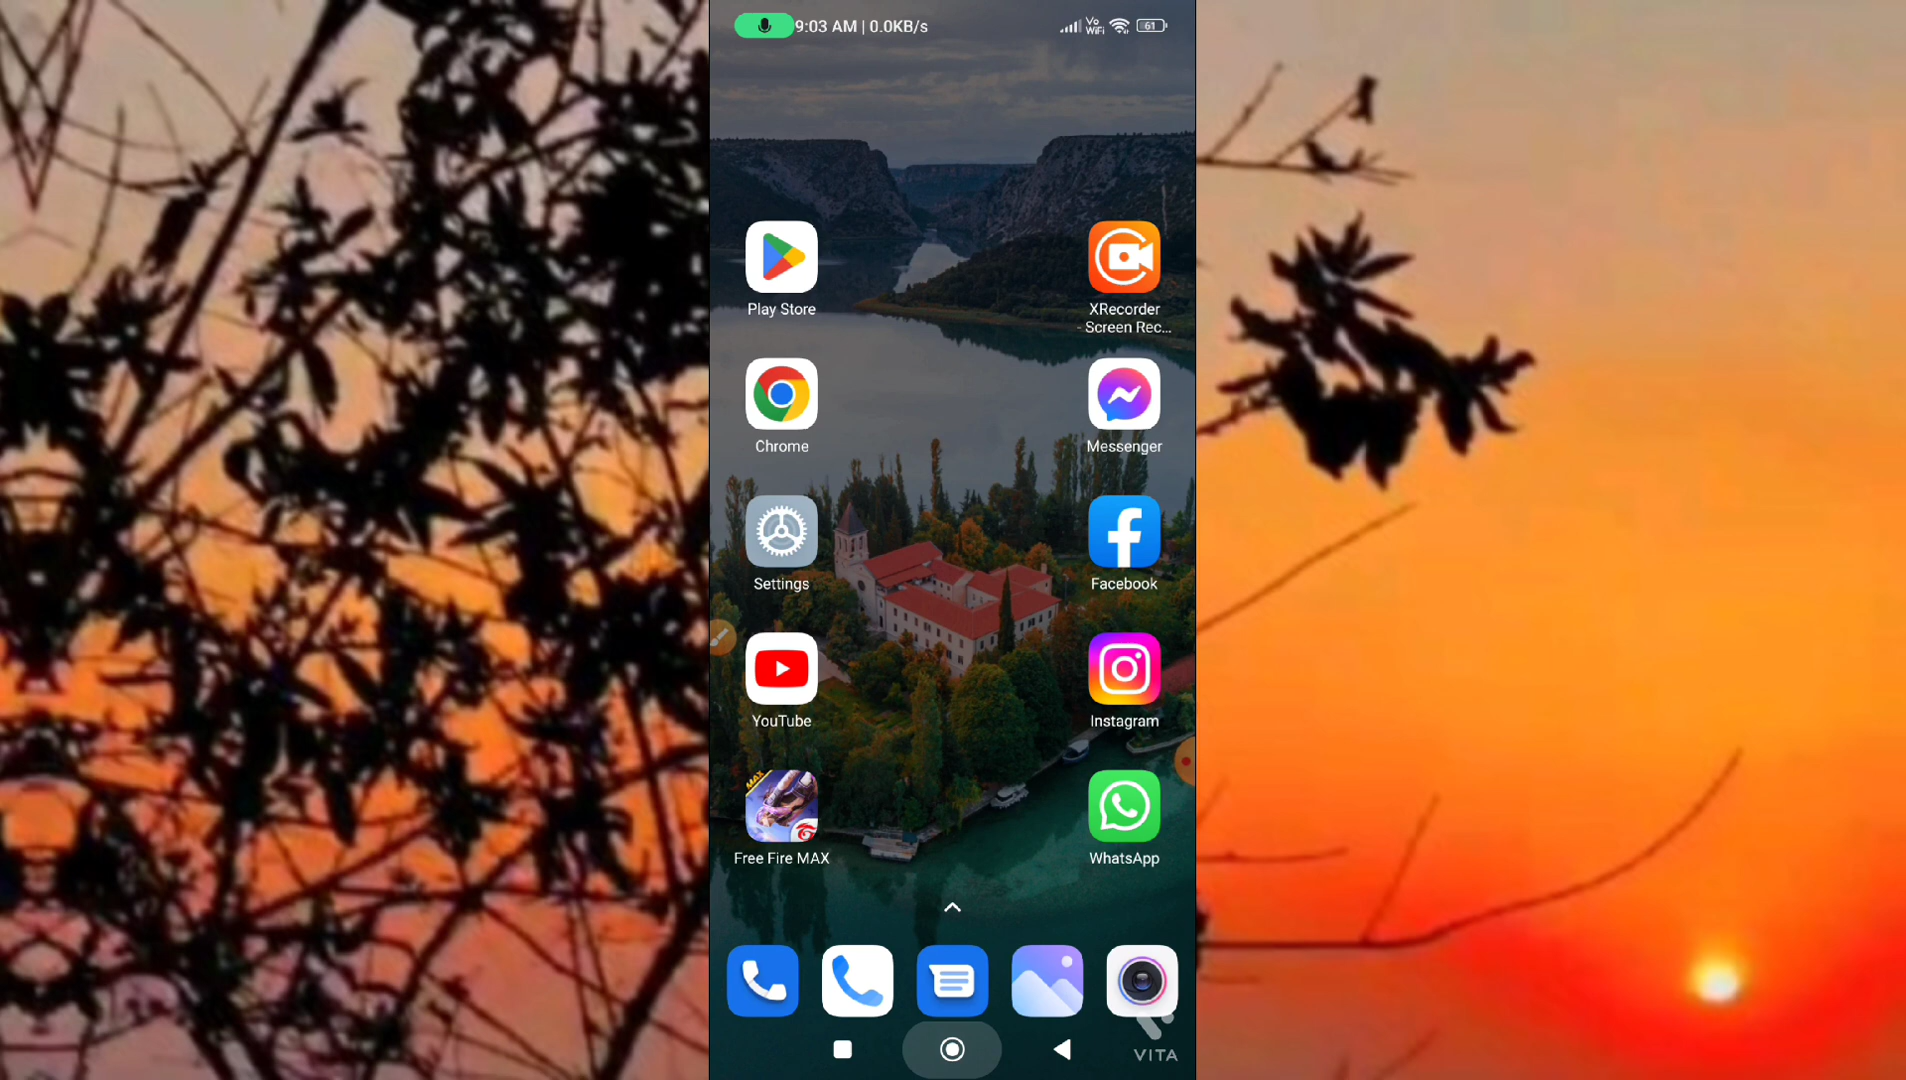 9:03 AM | 0.0KB/s
Vo
WiFi
61
Play Store
XRecorder
- Screen Rec...
Chrome
Messenger
Settings
Facebook
YouTube
Instagram
MAX
Free Fire MAX
WhatsApp
VITA